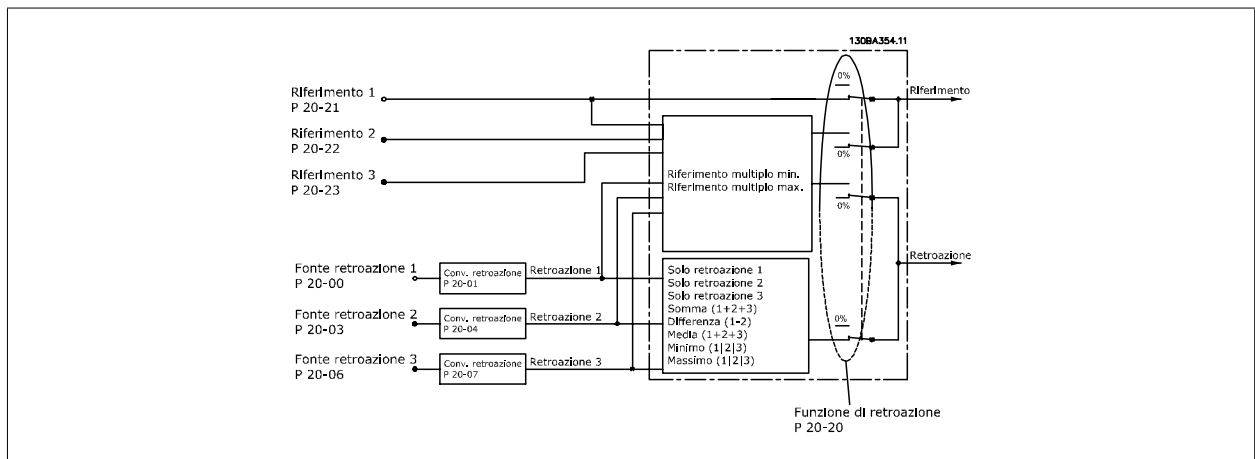 130BA354.11
0%
Riferimento 1
P 20-21
Riferimento
Riferimento 2
P 20-22
0%
Riferimento 3
P 20-23
Riferimento multiplo min.
Riferimento multiplo max.
0%
Fonte retroazione 1
P 20-00
Conv. retroazione
P 20-01
Retroazione 1
Retroazione
Fonte retroazione 2
P 20-03
Conv. retroazione
P 20-04
Retroazione 2
Fonte retroazione 3
P 20-06
Conv. retroazione
P 20-07
Retroazione 3
Solo retroazione 1
Solo retroazione 2
Solo retroazione 3
Somma (1+2+3)
Differenza (1-2)
Media (1+2+3)
Minimo (1|2|3)
Massimo (1|2|3)
0%
Funzione di retroazione
P 20-20